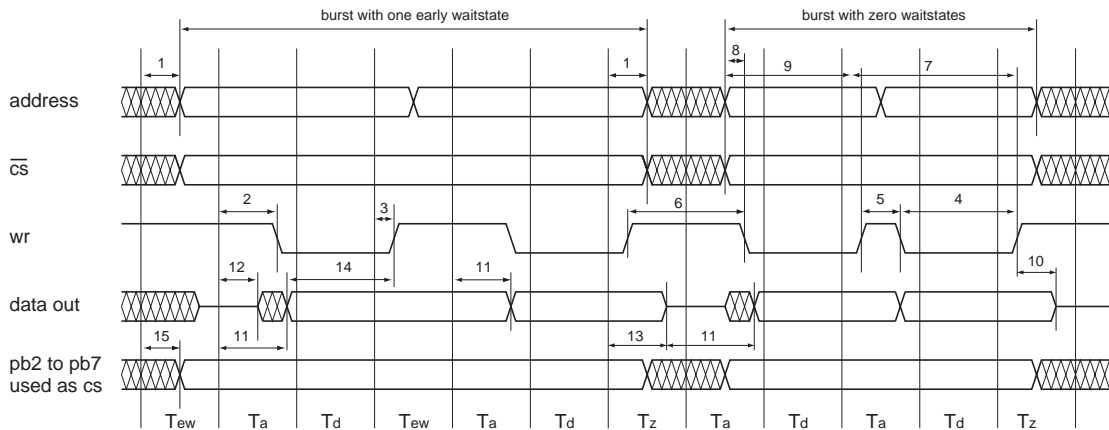 burst with one early waitstate burst with zero waitstates
8
1 1 9 7
address
cs
2 3 6 5 4
wr
12 14 11 10
data out
15 11 13 11
pb2 to pb7
used as cs
Tew Ta Td Tew Ta Td Tz Ta Td Ta Td Tz